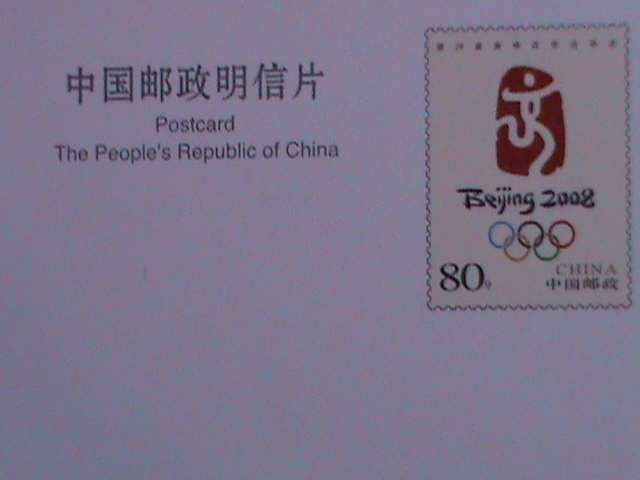 中国邮政明信片
Postcard
The People's Republic of China
Beijing 2008
80分
CHINA
中国邮政